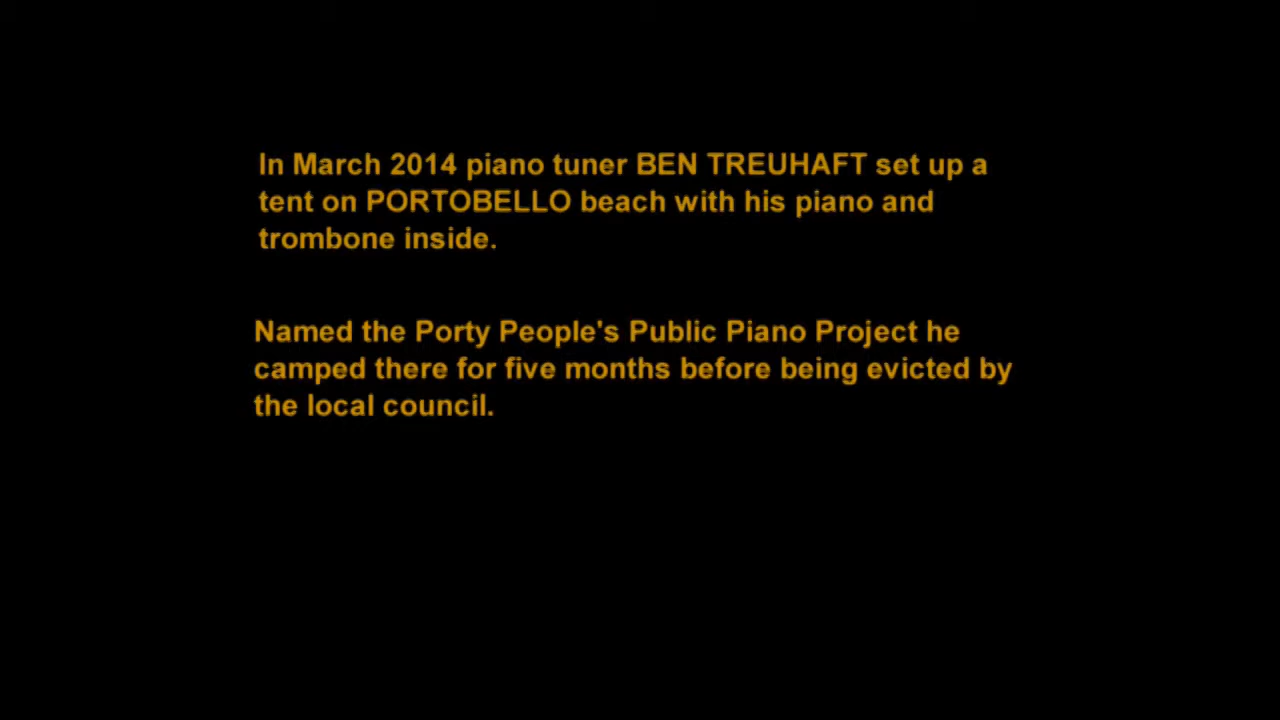 In March 2014 piano tuner BEN TREUHAFT set up a
tent on PORTOBELLO beach with his piano and
trombone inside.
Named the Porty People's Public Piano Project he
camped there for five months before being evicted by
the local council.